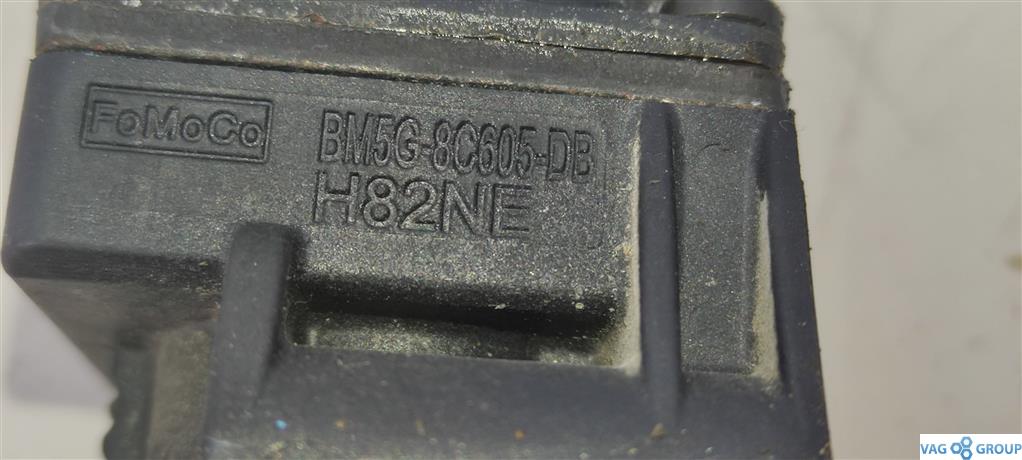 FoMoCo
BM5G-8C605-DB
H82NE
VAG GROUP